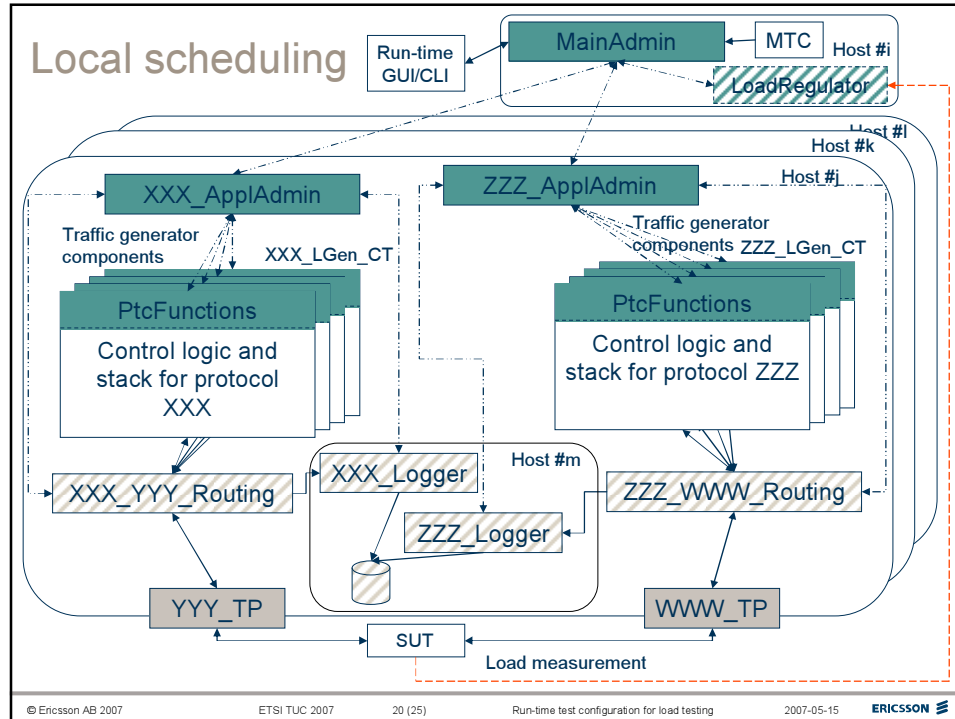 Local scheduling
Run-time
GUI/CLI
MainAdmin
MTC
Host #i
LoadRegulator
Host #l
Host #k
Host #j
XXX_ApplAdmin
ZZZ_ApplAdmin
Traffic generator
components
XXX_LGen_CT
Traffic generator
components
ZZZ_LGen_CT
PtcFunctions
Control logic and
stack for protocol
XXX
PtcFunctions
Control logic and
stack for protocol ZZZ
Host #m
XXX_Logger
XXX_YYY_Routing
ZZZ_WWW_Routing
ZZZ_Logger
YYY_TP
WWW_TP
SUT
Load measurement
© Ericsson AB 2007
ETSI TUC 2007
20 (25)
Run-time test configuration for load testing
2007-05-15
ERICSSON